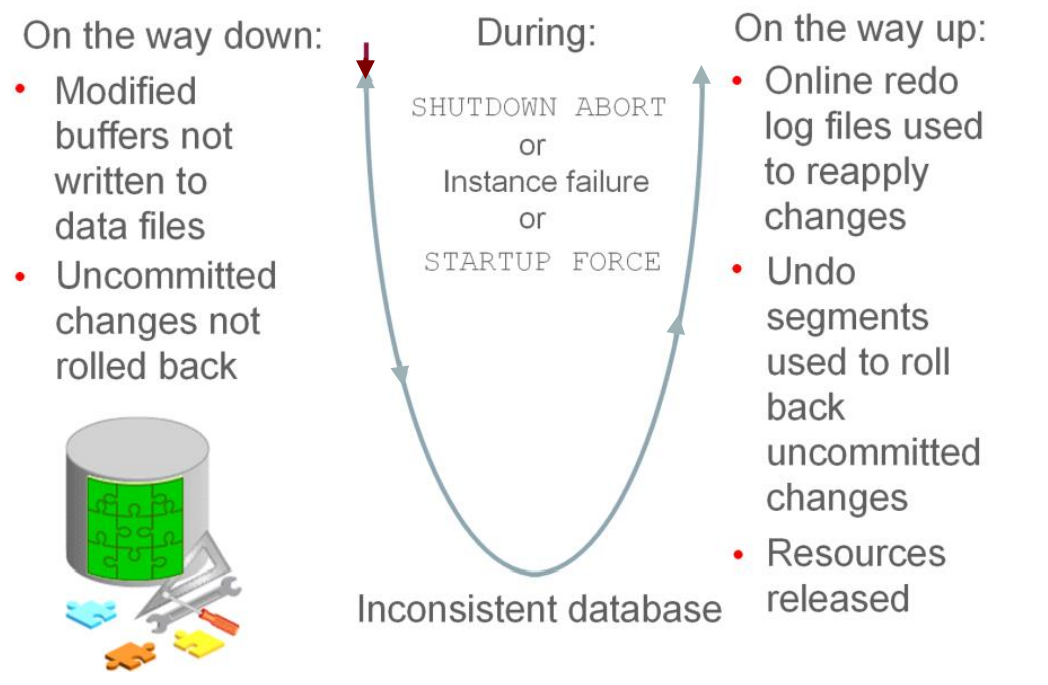 On the way down:
• Modified
buffers not
written to
data files
• Uncommitted
changes not
rolled back
During:
SHUTDOWN ABORT
or
Instance failure
or
STARTUP FORCE
Inconsistent database
On the way up:
• Online redo
log files used
to reapply
changes
• Undo
segments
used to roll
back
uncommitted
changes
• Resources
released